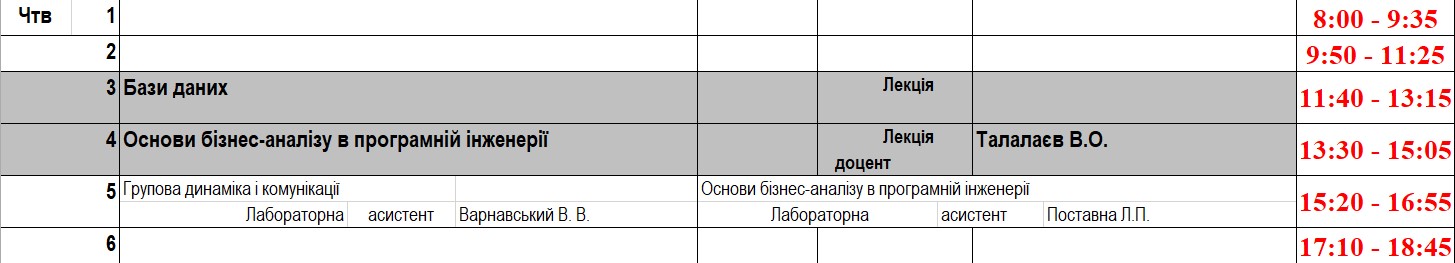 Чтв 1 8:00 - 9:35
2 9:50 - 11:25
3 Бази даних Лекція 11:40 - 13:15
4 Основи бізнес-аналізу в програмній інженерії Лекція доцент Талалаєв В.О. 13:30 - 15:05
5 Групова динаміка і комунікації Основи бізнес-аналізу в програмній інженерії 15:20 - 16:55
Лабораторна асистент Варнавський В. В. Лабораторна асистент Поставна Л.П.
6 17:10 - 18:45